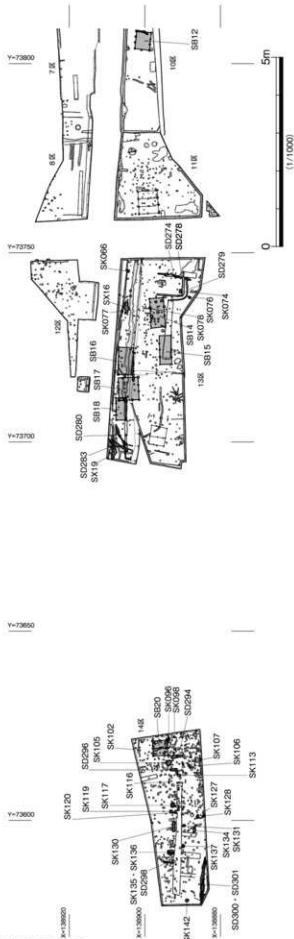 Y=73800
7区
8区
10区
11区
SB12
5m
0
(1/1000)
Y=73750
12区
13区
SK066
SX16
SK077
SB16
SB17
SB18
SD280
SD283
SX19
SD274
SD278
SD279
SK074
SK076
SK078
SB14
SB15
Y=73700
Y=73650
14区
SK102
SK105
SD296
SK116
SK117
SK119
SK120
SK130
SK135・SK136
SD298
SB20
SK096
SK098
SD294
SK107
SK106
SK113
SK127
SK128
SK131
SK134
SK137
SD300・SD301
SK142
Y=73600
X=139920
X=139900
X=139880